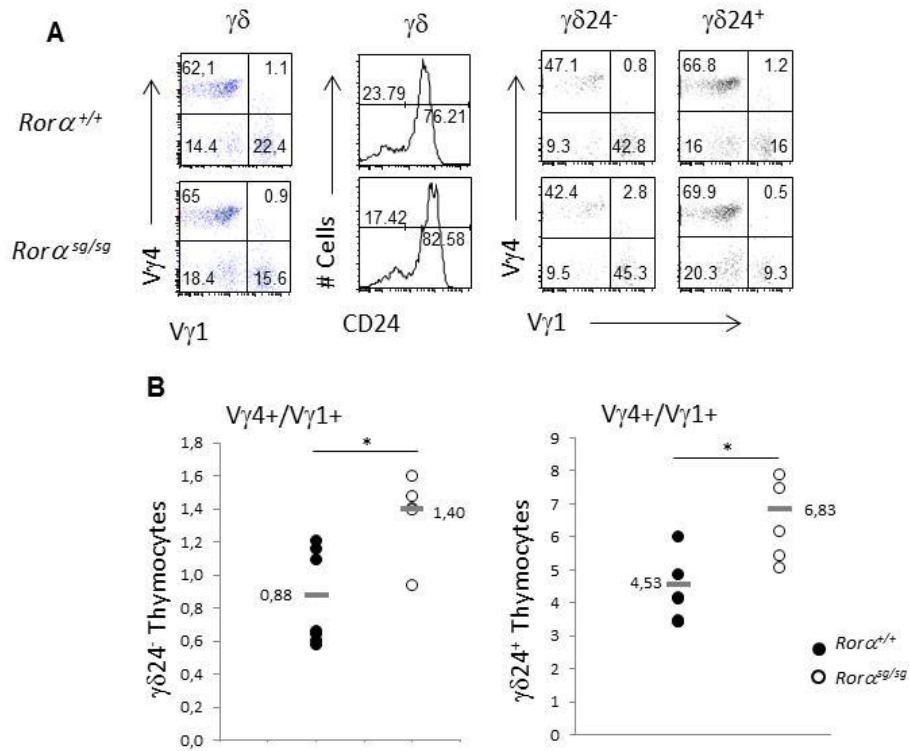 A
γδ γδ γδ24⁻ γδ24⁺
Rorα⁺/⁺
62,1 1.1
14.4 22,4
23.79 76.21
47.1 0.8
9.3 42.8
66.8 1.2
16 16
Rorα^sg/sg
65 0.9
18.4 15.6
17.42 82.58
42.4 2.8
9.5 45.3
69.9 0.5
20.3 9.3
Vγ4
# Cells
Vγ4
Vγ1
CD24
Vγ1
B
Vγ4+/Vγ1+
γδ24⁻ Thymocytes
1,8
1,6
1,4
1,2
1,0
0,8
0,6
0,4
0,2
0,0
*
0,88
1,40
Vγ4+/Vγ1+
γδ24⁺ Thymocytes
9
8
7
6
5
4
3
2
1
0
*
4,53
6,83
Rorα⁺/⁺
Rorα^sg/sg